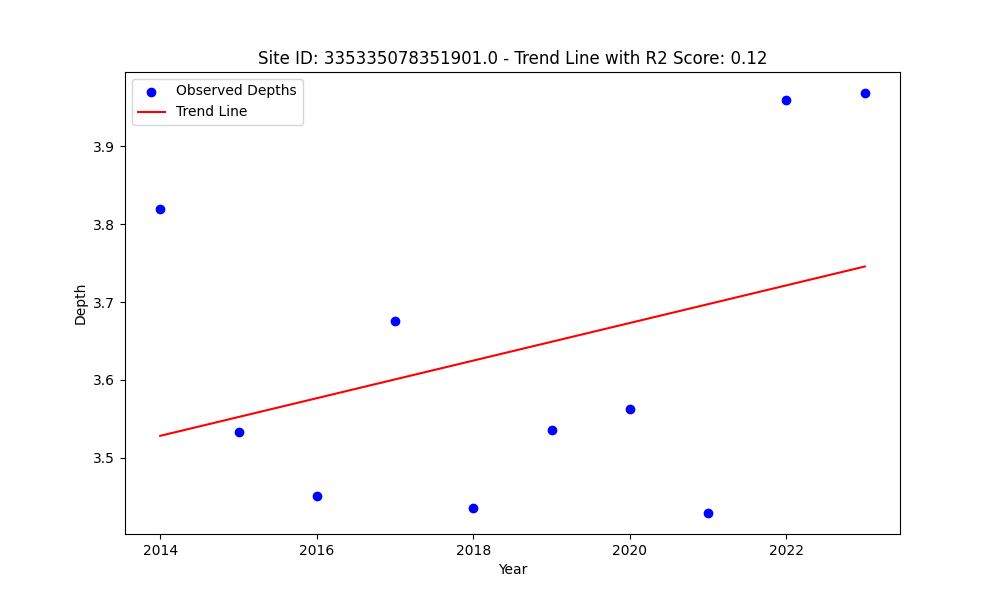 Site ID: 335335078351901.0 - Trend Line with R2 Score: 0.12
Observed Depths
Trend Line
3.9
3.8
3.7
3.6
3.5
Depth
2014 2016 2018 2020 2022
Year